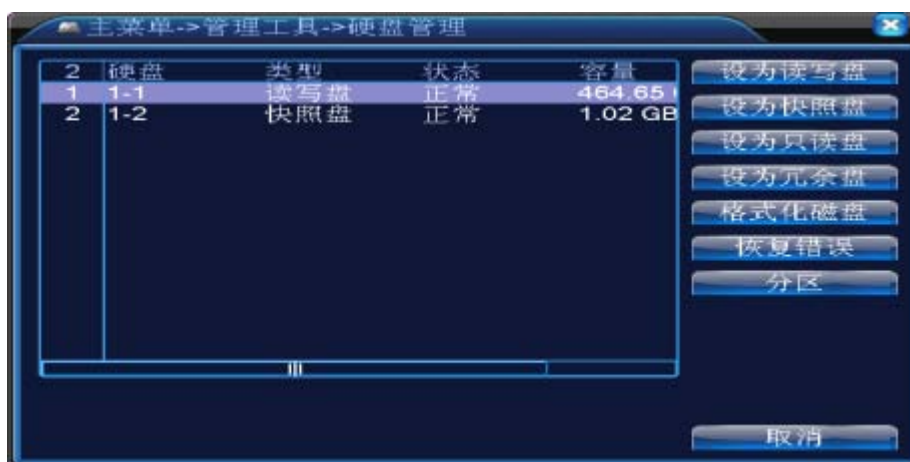 主菜单->管理工具->硬盘管理
2 硬盘 类型 状态 容量
1 1-1 读写盘 正常 464.65
2 1-2 快照盘 正常 1.02 GB
设为读写盘
设为快照盘
设为只读盘
设为冗余盘
格式化磁盘
恢复错误
分区
取消